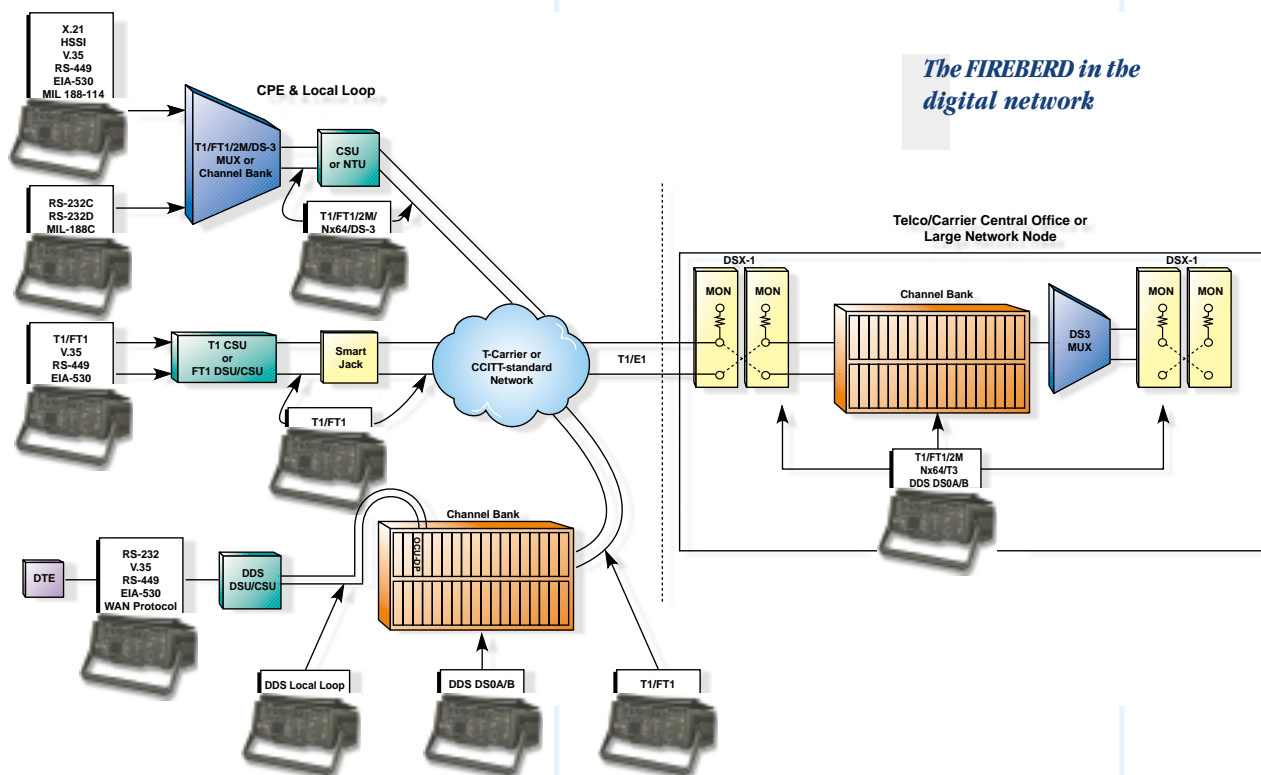 The FIREBERD in the
digital network
X.21
HSSI
V.35
RS-449
EIA-530
MIL 188-114
CPE & Local Loop
T1/FT1/2M/DS-3
MUX or
Channel Bank
CSU
or NTU
RS-232C
RS-232D
MIL-188C
T1/FT1/2M/
Nx64/DS-3
T1/FT1
V.35
RS-449
EIA-530
T1 CSU
or
FT1 DSU/CSU
Smart
Jack
T1/FT1
T-Carrier or
CCITT-standard
Network
T1/E1
Telco/Carrier Central Office or
Large Network Node
DSX-1
MON
MON
Channel Bank
DS3
MUX
DSX-1
MON
MON
T1/FT1/2M
Nx64/T3
DDS DS0A/B
DTE
RS-232
V.35
RS-449
EIA-530
WAN Protocol
DDS
DSU/CSU
Channel Bank
OCU-DP
DDS Local Loop
DDS DS0A/B
T1/FT1